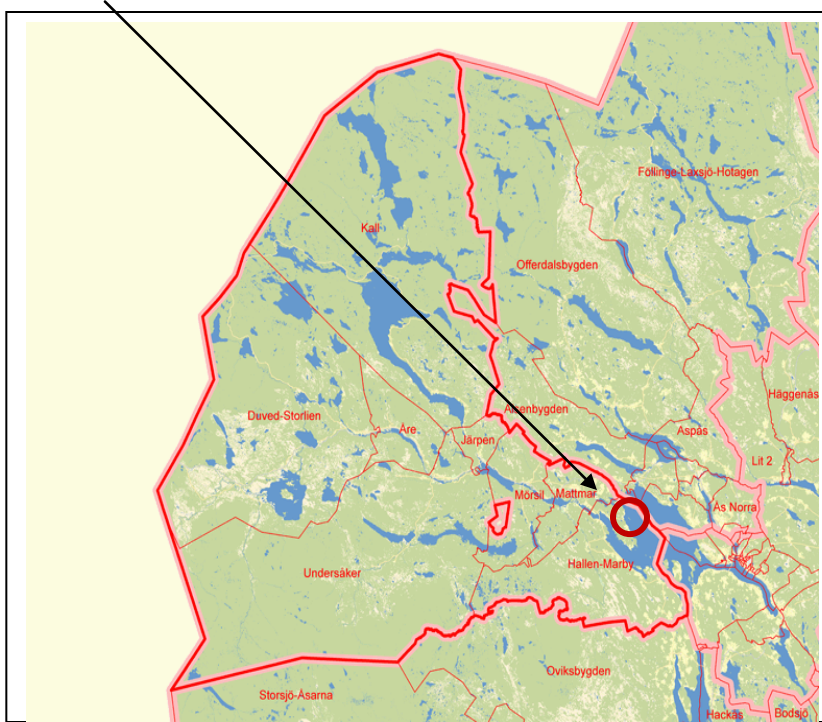 Föllinge-Laxsjö-Hotagen
Kall
Offerdalsbygden
Häggenås
Duved-Storlien
Åre
Alsenbygden
Järpen
Aspås
Lit 2
Mörsil
Mattmar
Ås Norra
Hallen-Marby
Undersåker
Oviksbygden
Storsjö-Åsarna
Hackås
Bodsjö